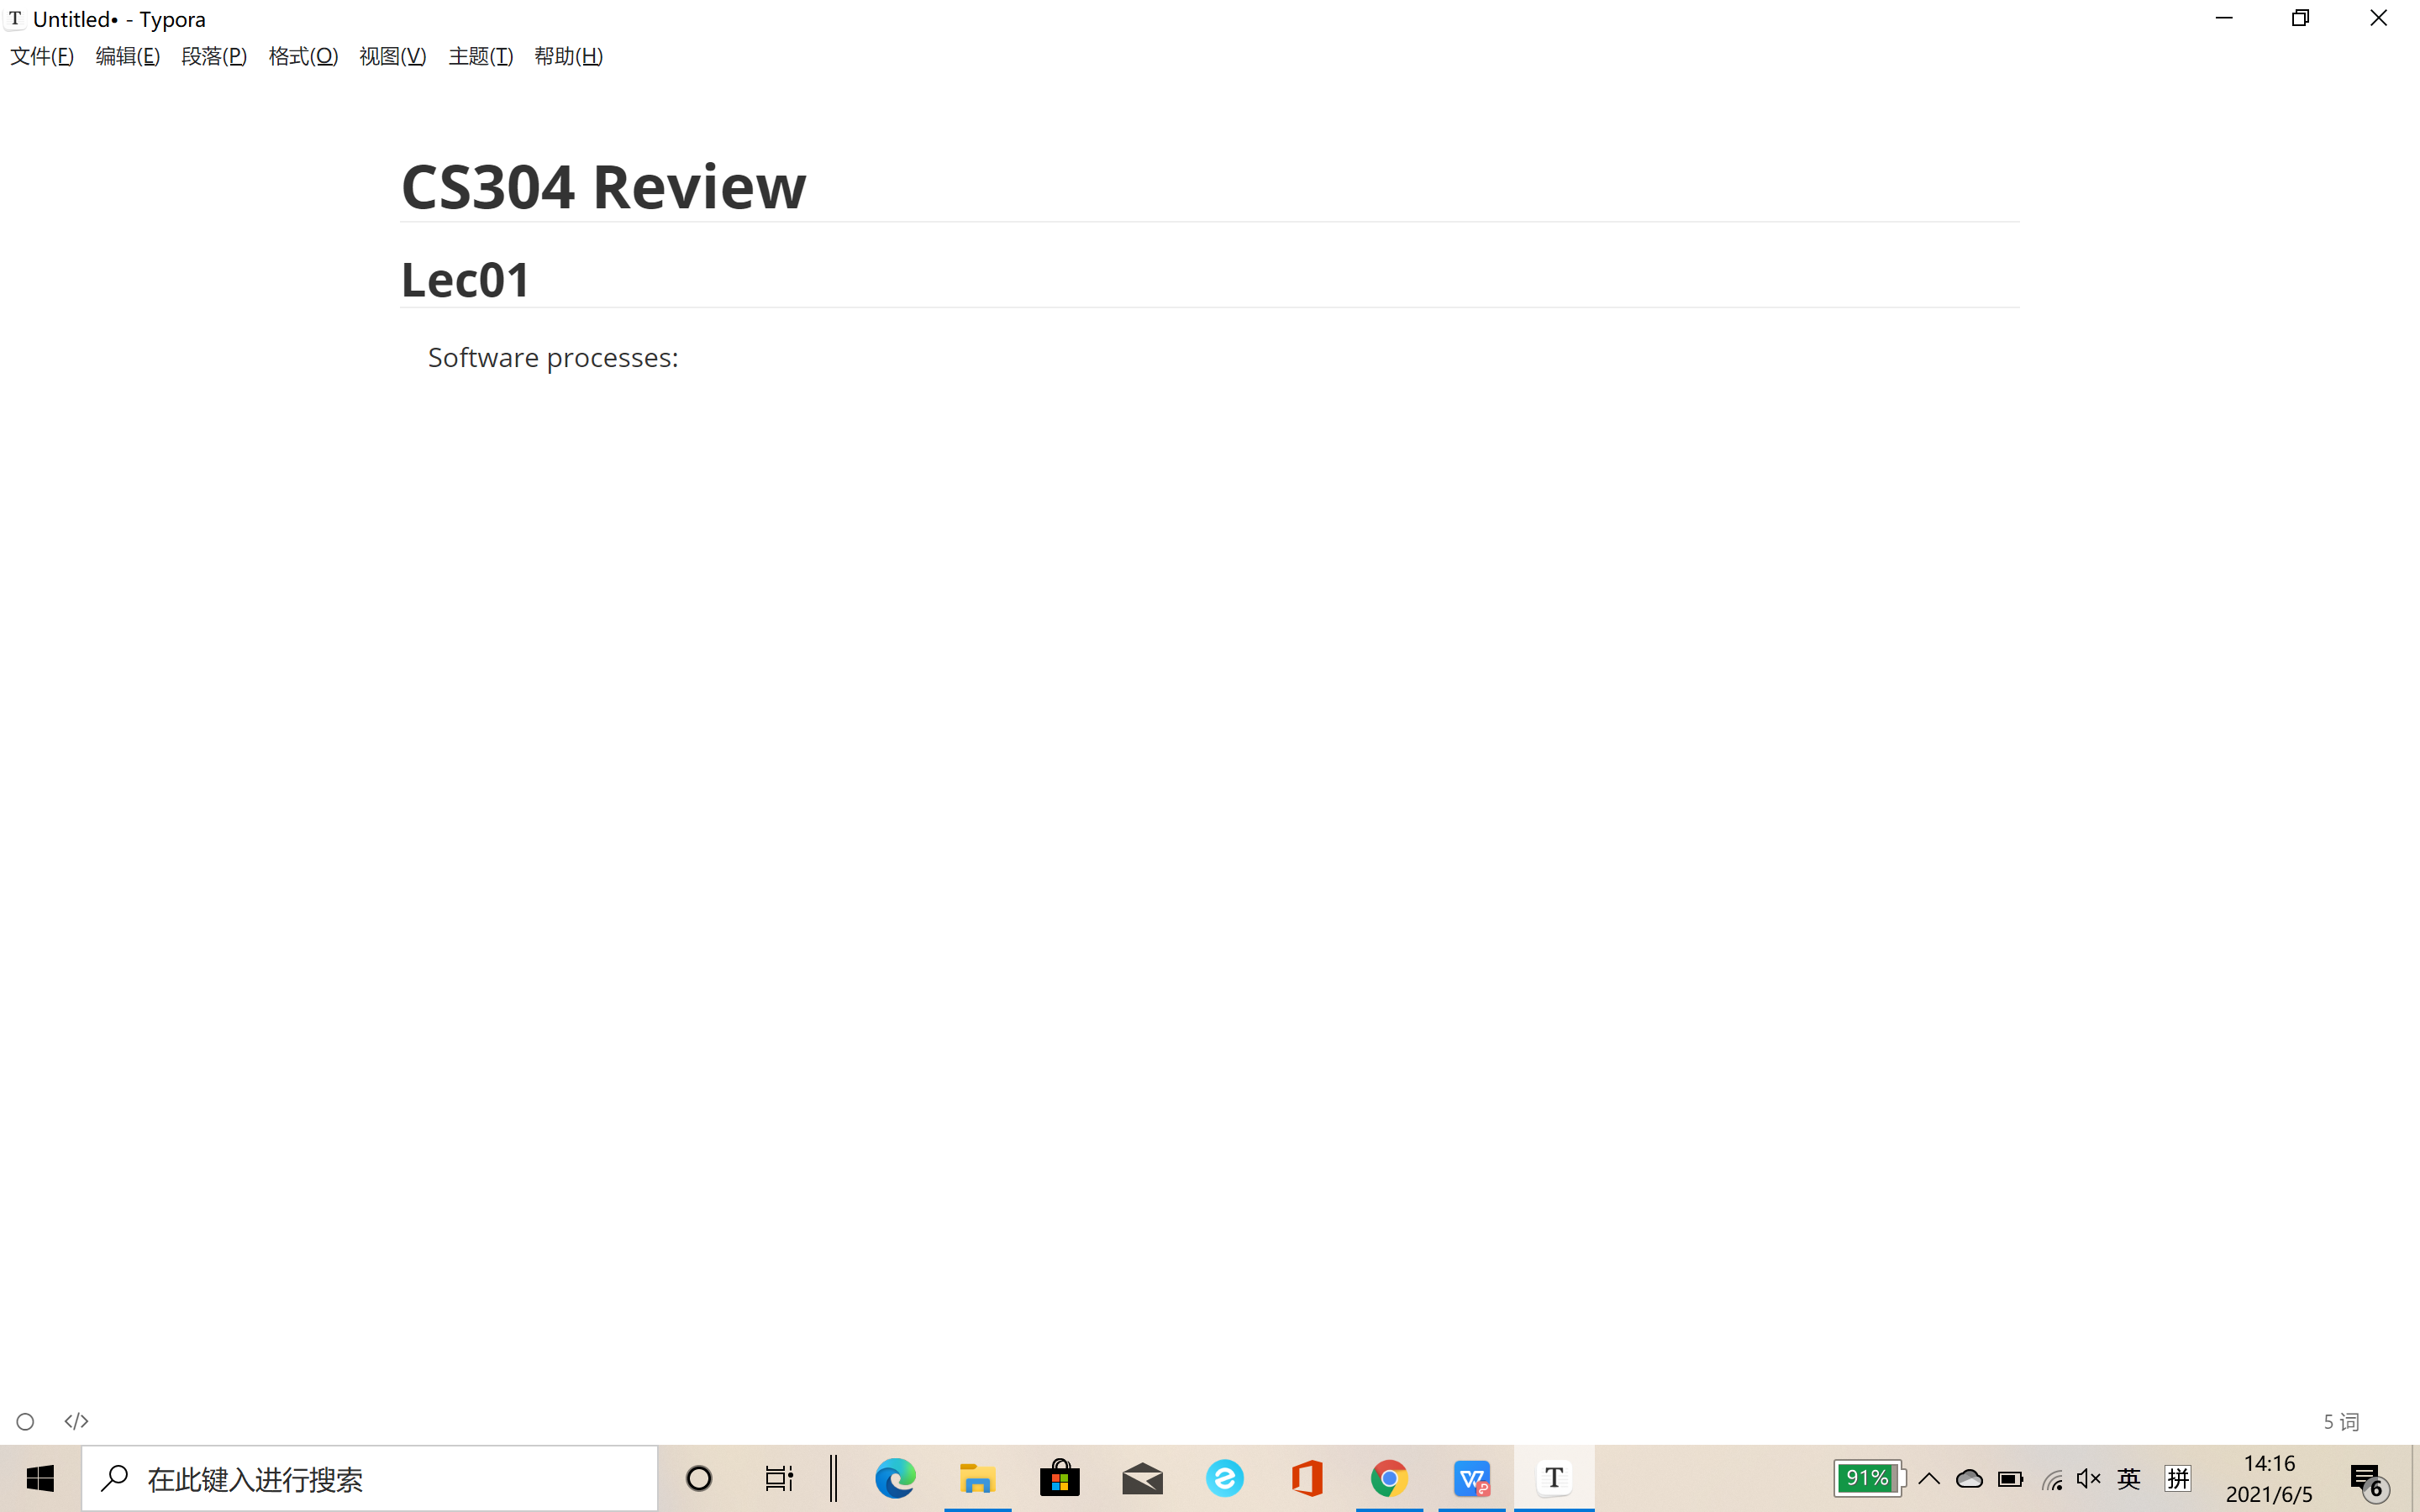 Untitled• - Typora
文件(F) 编辑(E) 段落(P) 格式(O) 视图(V) 主题(T) 帮助(H)
CS304 Review
Lec01
Software processes:
</>
5 词
在此键入进行搜索
91%
英
拼
14:16
2021/6/5
6